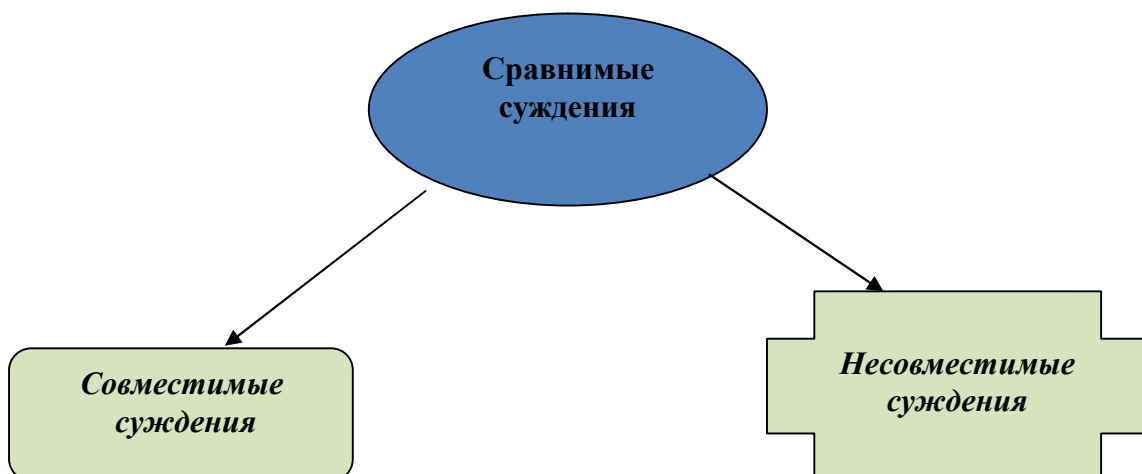 Сравнимые
суждения
Совместимые
суждения
Несовместимые
суждения